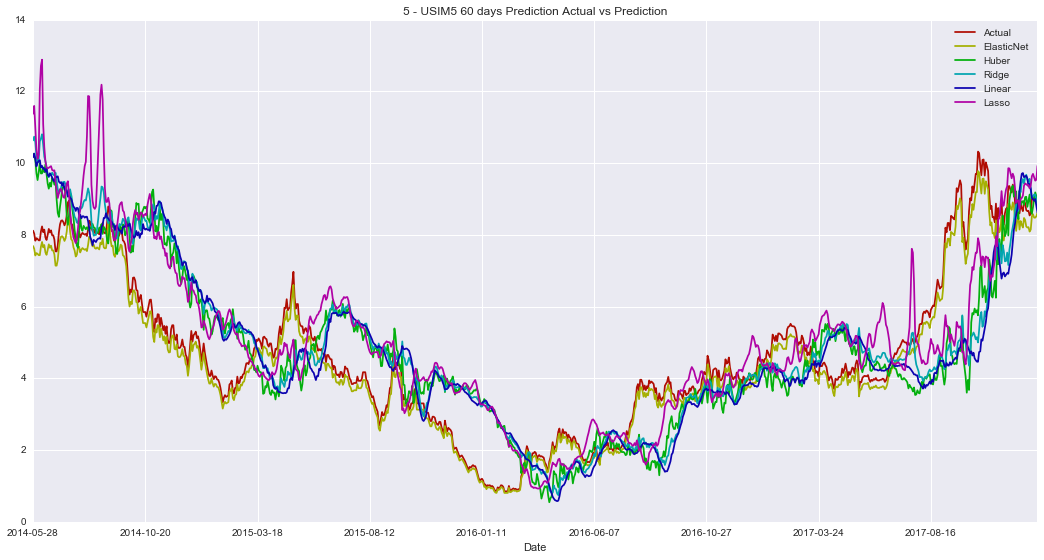 5 - USIM5 60 days Prediction Actual vs Prediction
14
12
10
8
6
4
2
0
Actual
ElasticNet
Huber
Ridge
Linear
Lasso
2014-05-28 2014-10-20 2015-03-18 2015-08-12 2016-01-11 2016-06-07 2016-10-27 2017-03-24 2017-08-16
Date